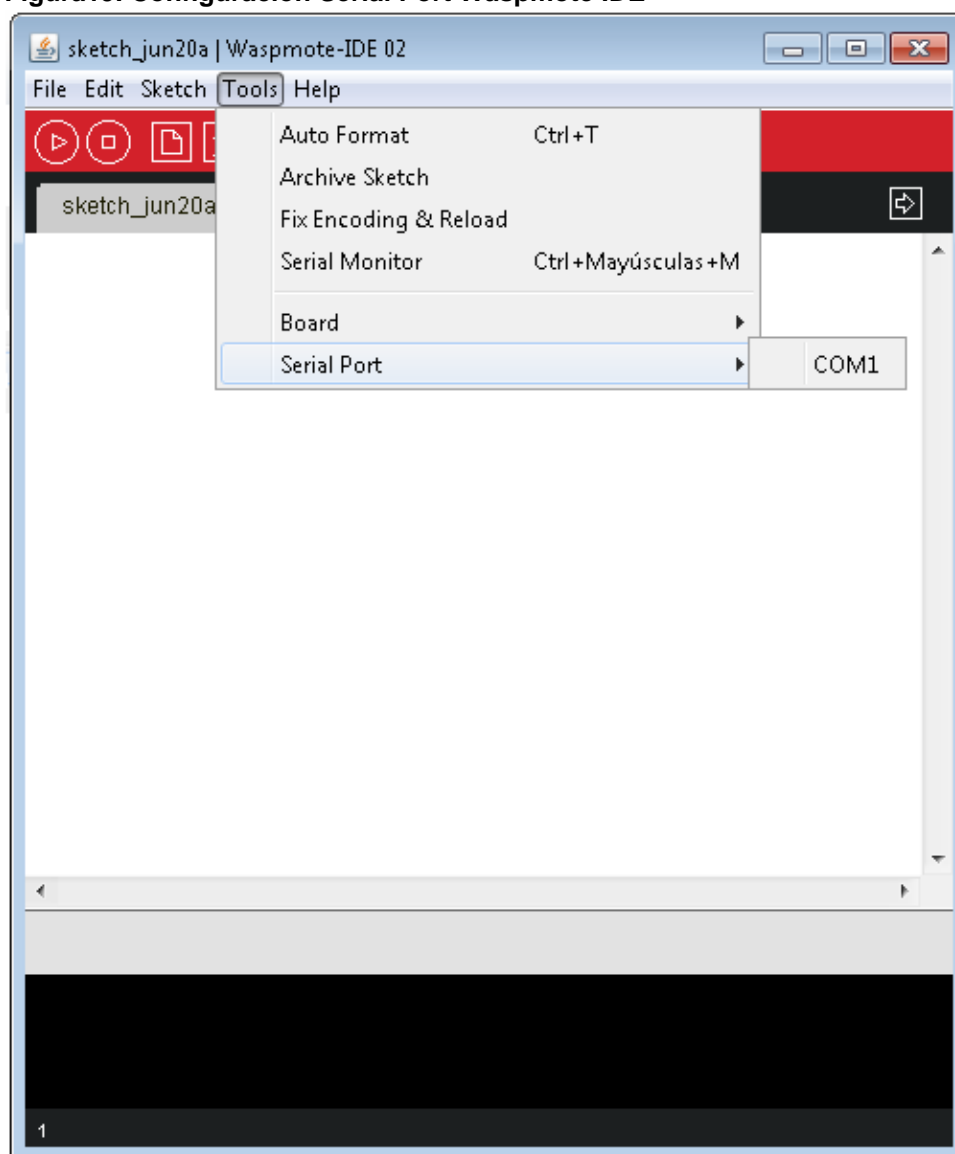 sketch_jun20a | Waspmote-IDE 02
File Edit Sketch Tools Help
Auto Format Ctrl+T
Archive Sketch
sketch_jun20a
Fix Encoding & Reload
Serial Monitor Ctrl+Mayúsculas+M
Board
Serial Port COM1
1